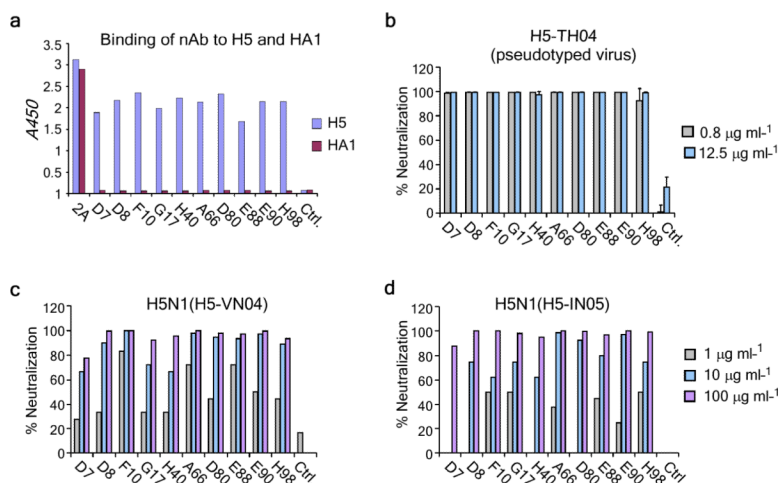 a
Binding of nAb to H5 and HA1
A450
3.5
3
2.5
2
1.5
1
0.5
1
2A D7 D8 F10 G17 H40 A66 D80 E88 E90 H98 Ctrl.
H5
HA1
b
H5-TH04
(pseudotyped virus)
% Neutralization
120
100
80
60
40
20
0
D7 D8 F10 G17 H40 A66 D80 E88 E90 H98 Ctrl.
0.8 µg ml-1
12.5 µg ml-1
c
H5N1(H5-VN04)
% Neutralization
120
100
80
60
40
20
0
D7 D8 F10 G17 H40 A66 D80 E88 E90 H98 Ctrl
d
H5N1(H5-IN05)
% Neutralization
120
100
80
60
40
20
0
D7 D8 F10 G17 H40 A66 D80 E88 E90 H98 Ctrl.
1 µg ml-1
10 µg ml-1
100 µg ml-1